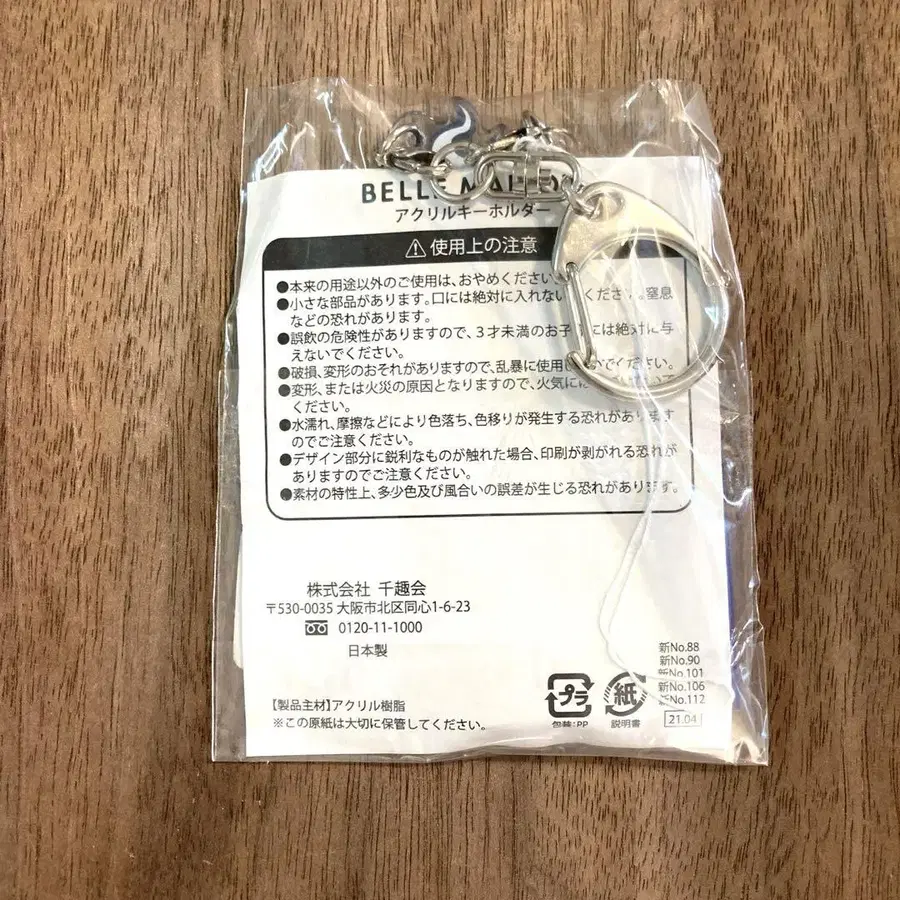 BELLE MAISON
アクリルキーホルダー
⚠使用上の注意
●本来の用途以外のご使用は、おやめください。
●小さな部品があります。口には絶対に入れない ください。窒息
などの恐れがあります。
●誤飲の危険性がありますので、3才未満のお子 には絶対に与
えないでください。
●破損、変形のおそれがありますので、乱暴に使用し いでください。
●変形、または火災の原因となりますので、火気に
ください。
●水濡れ、摩擦などにより色落ち、色移りが発生する恐れがあります
のでご注意ください。
●デザイン部分に鋭利なものが触れた場合、印刷が剥がれる恐れが
ありますのでご注意ください。
●素材の特性上、多少色及び風合いの誤差が生じる恐れがあります。
株式会社 千趣会
〒530-0035 大阪市北区同心1-6-23
0120-11-1000
日本製
新No.88
新No.90
新No.101
新No.106
新No.112
21.04
【製品主材】アクリル樹脂
※この原紙は大切に保管してください。
プラ
包装:PP
紙
説明書